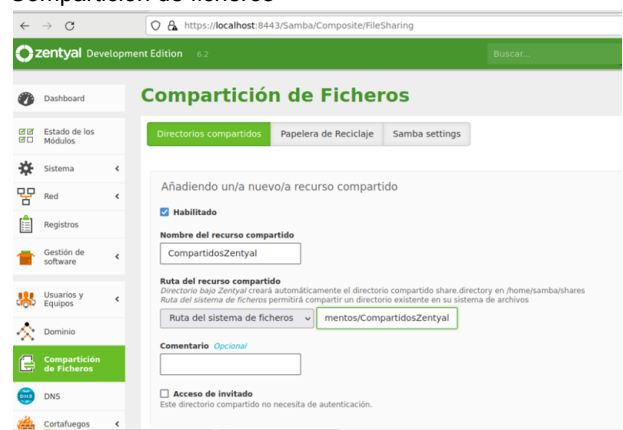 Compartición de ficheros
https://localhost:8443/Samba/Composite/FileSharing
zentyal Development Edition 6.2
Buscar...
Dashboard
Estado de los
Módulos
Sistema
Red
Registros
Gestión de
software
Usuarios y
Equipos
Dominio
Compartición
de Ficheros
DNS
Cortafuegos
Compartición de Ficheros
Directorios compartidos Papelera de Reciclaje Samba settings
Añadiendo un/a nuevo/a recurso compartido
Habilitado
Nombre del recurso compartido
CompartidosZentyal
Ruta del recurso compartido
Directorio bajo Zentyal creará automáticamente el directorio compartido share.directory en /home/samba/shares
Ruta del sistema de ficheros permitirá compartir un directorio existente en su sistema de archivos
Ruta del sistema de ficheros mentos/CompartidosZentyal
Comentario Opcional
Acceso de invitado
Este directorio compartido no necesita de autenticación.